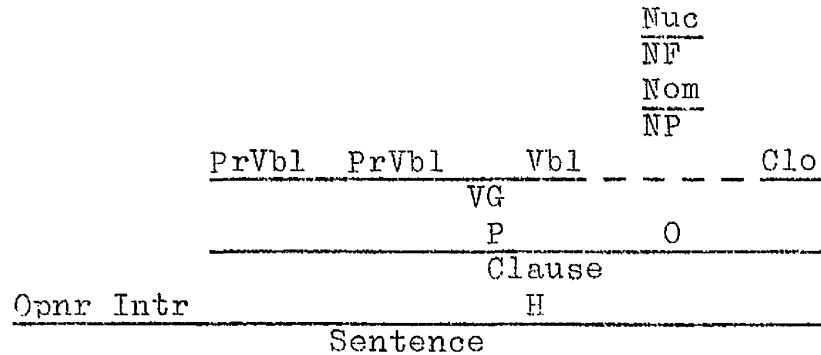 Nuc
NF
Nom
NP
PrVbl PrVbl Vbl Clo
VG
P O
Clause
Opnr Intr H
Sentence